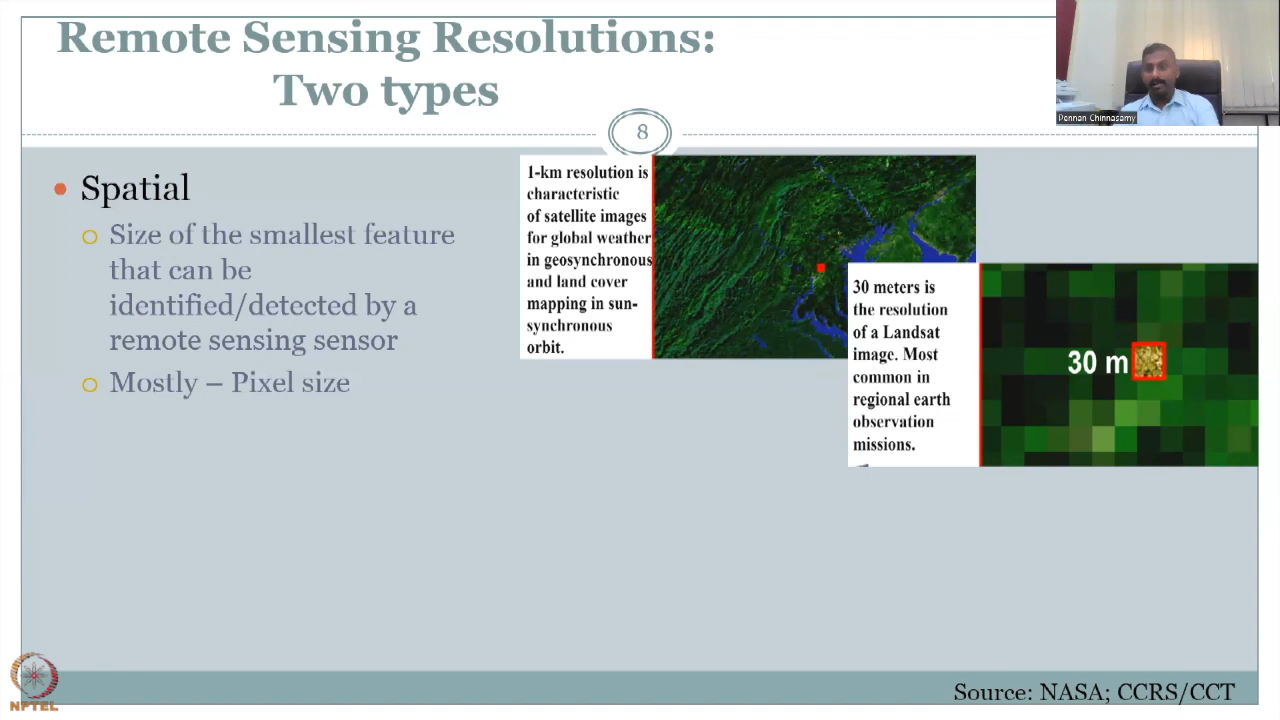 Remote Sensing Resolutions:
Two types
Pennan Chinnasamy
8
Spatial
Size of the smallest feature
that can be
identified/detected by a
remote sensing sensor
Mostly – Pixel size
1-km resolution is
characteristic
of satellite images
for global weather
in geosynchronous
and land cover
mapping in sun-
synchronous
orbit.
30 meters is
the resolution
of a Landsat
image. Most
common in
regional earth
observation
missions.
30 m
Source: NASA; CCRS/CCT
NPTEL